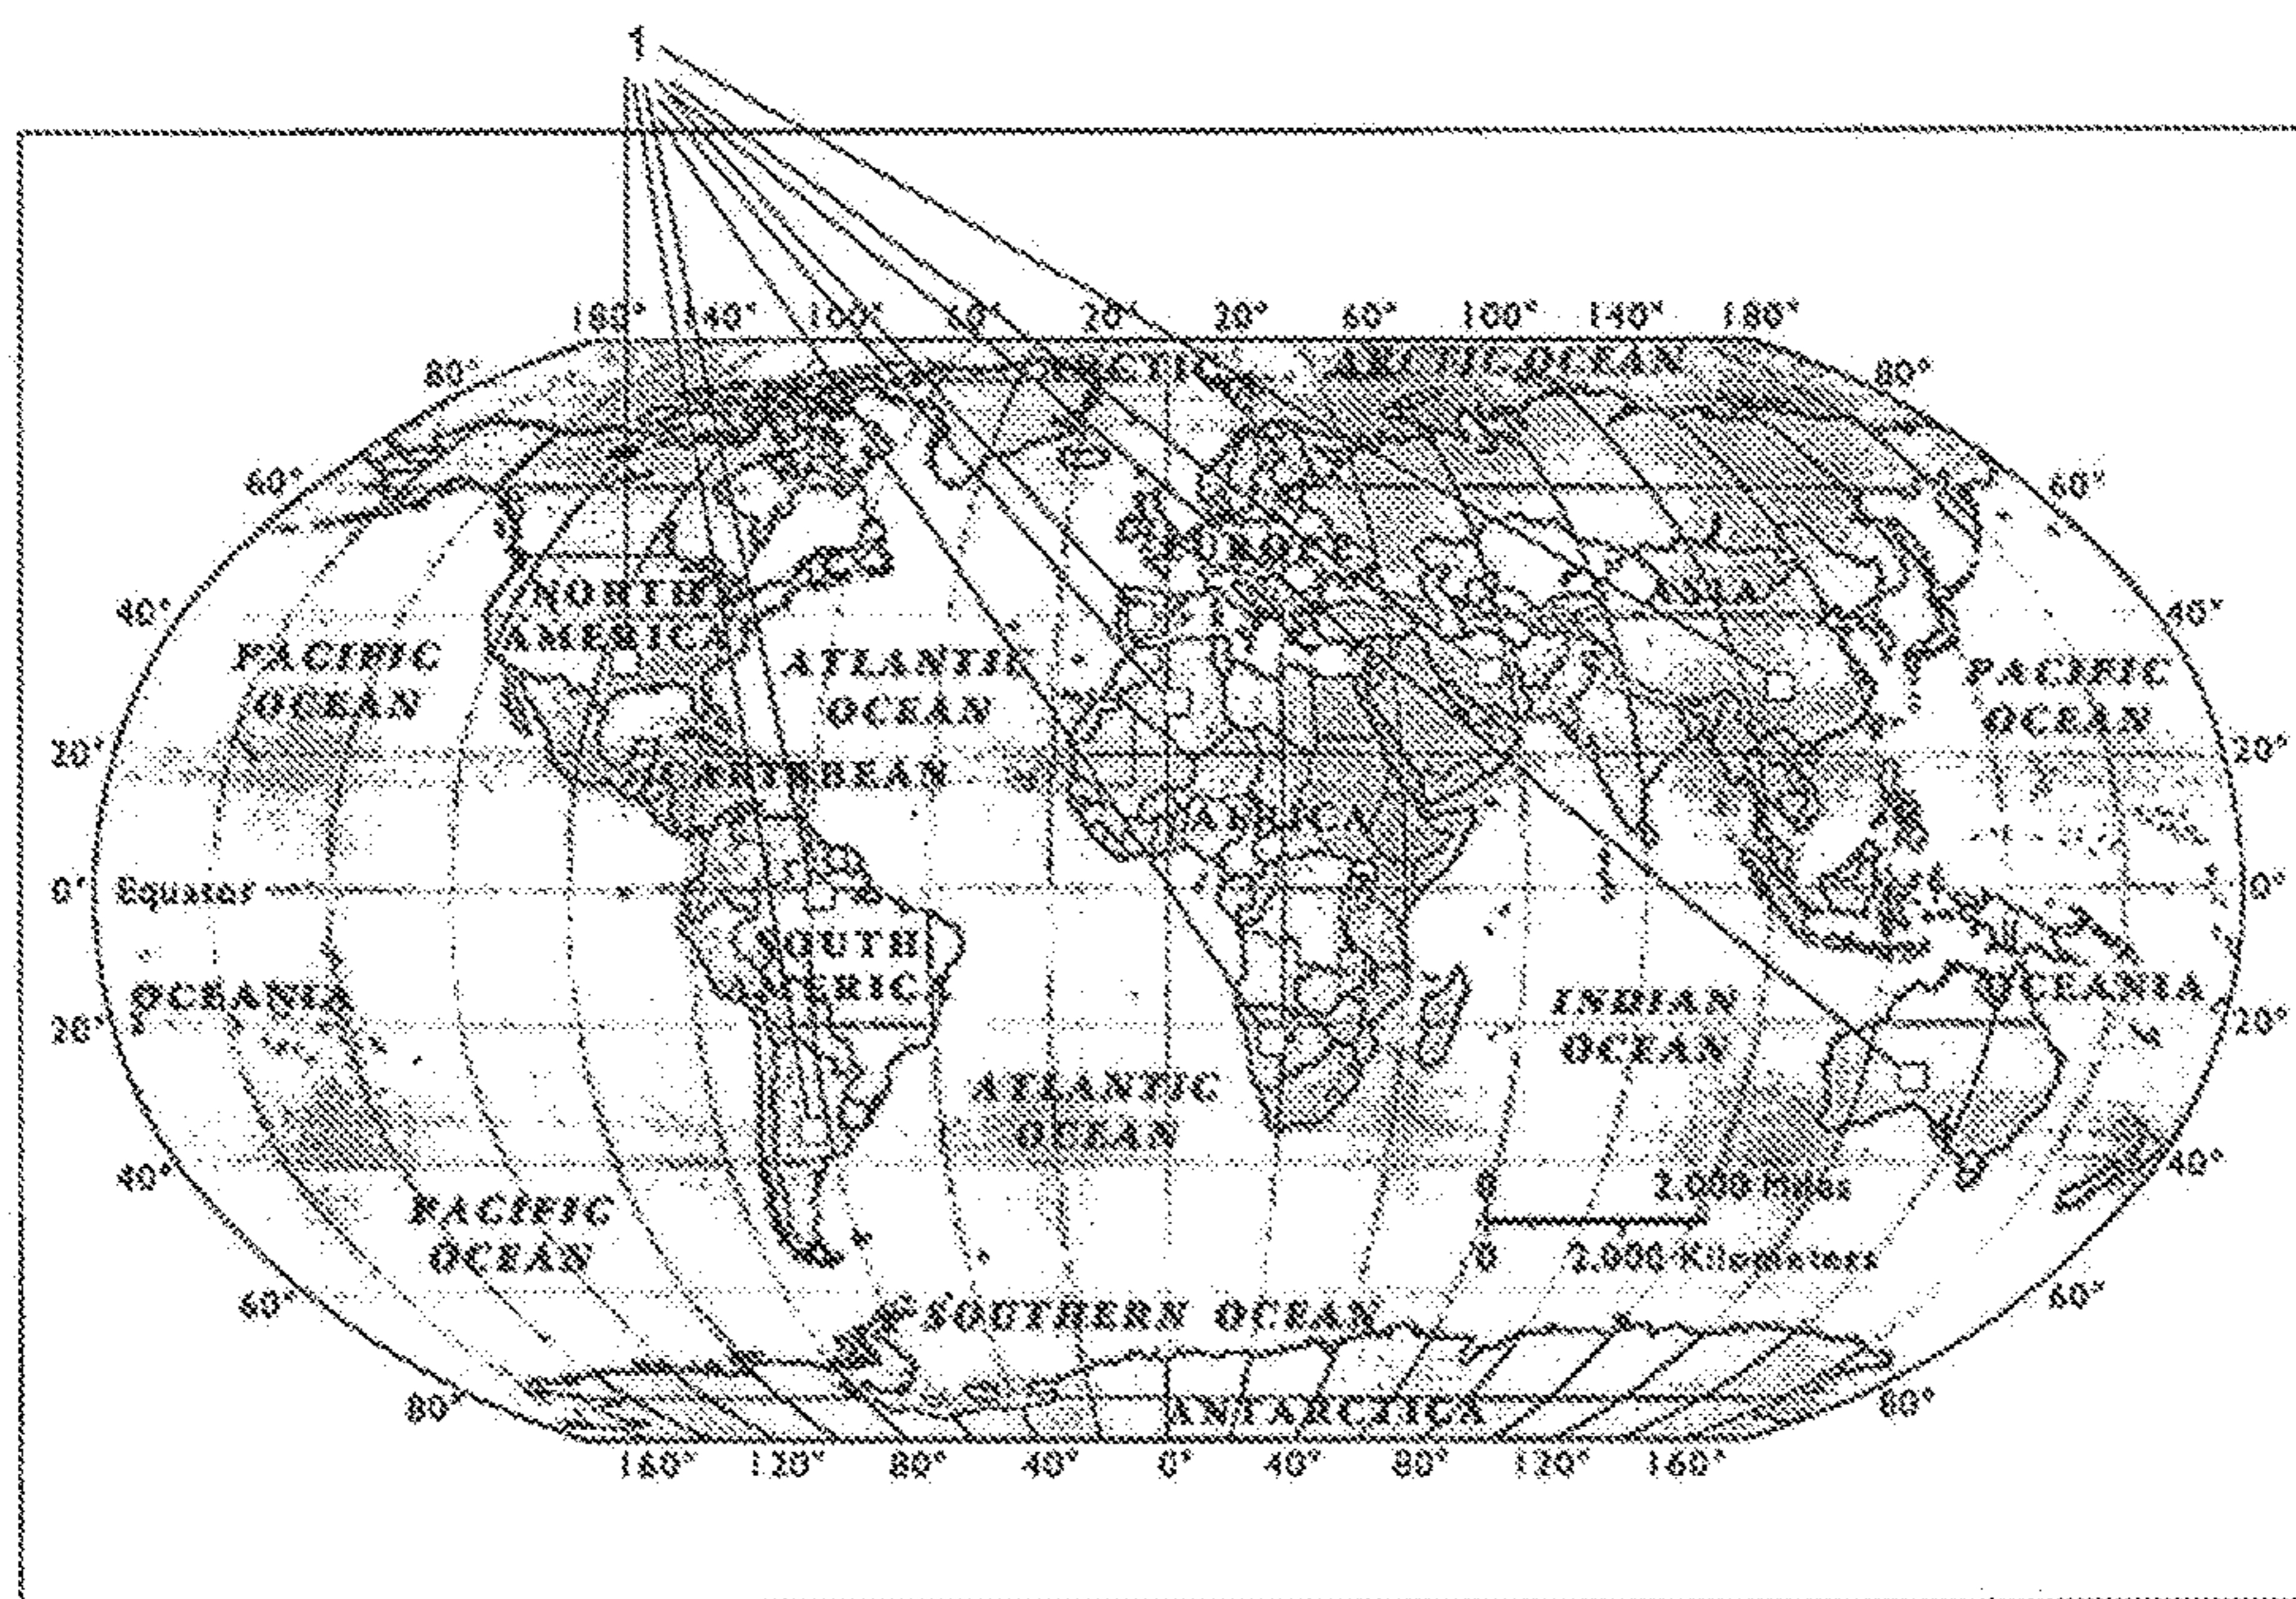 1
180° 140° 100° 60° 20° 20° 60° 100° 140° 180°
ARCTIC ARCTIC OCEAN
80° 80°
60° 60°
EUROPE
ASIA
NORTH
AMERICA
40° 40°
PACIFIC
OCEAN
ATLANTIC
OCEAN
PACIFIC
OCEAN
20° 20°
CARIBBEAN
AFRICA
0° Equator 0°
SOUTH
AMERICA
OCEANIA OCEANIA
INDIAN
OCEAN
20° 20°
ATLANTIC
OCEAN
40° 40°
0 2,000 Miles
0 2,000 Kilometers
PACIFIC
OCEAN
60° 60°
SOUTHERN OCEAN
80° 80°
ANTARCTICA
160° 120° 80° 40° 0° 40° 80° 120° 160°